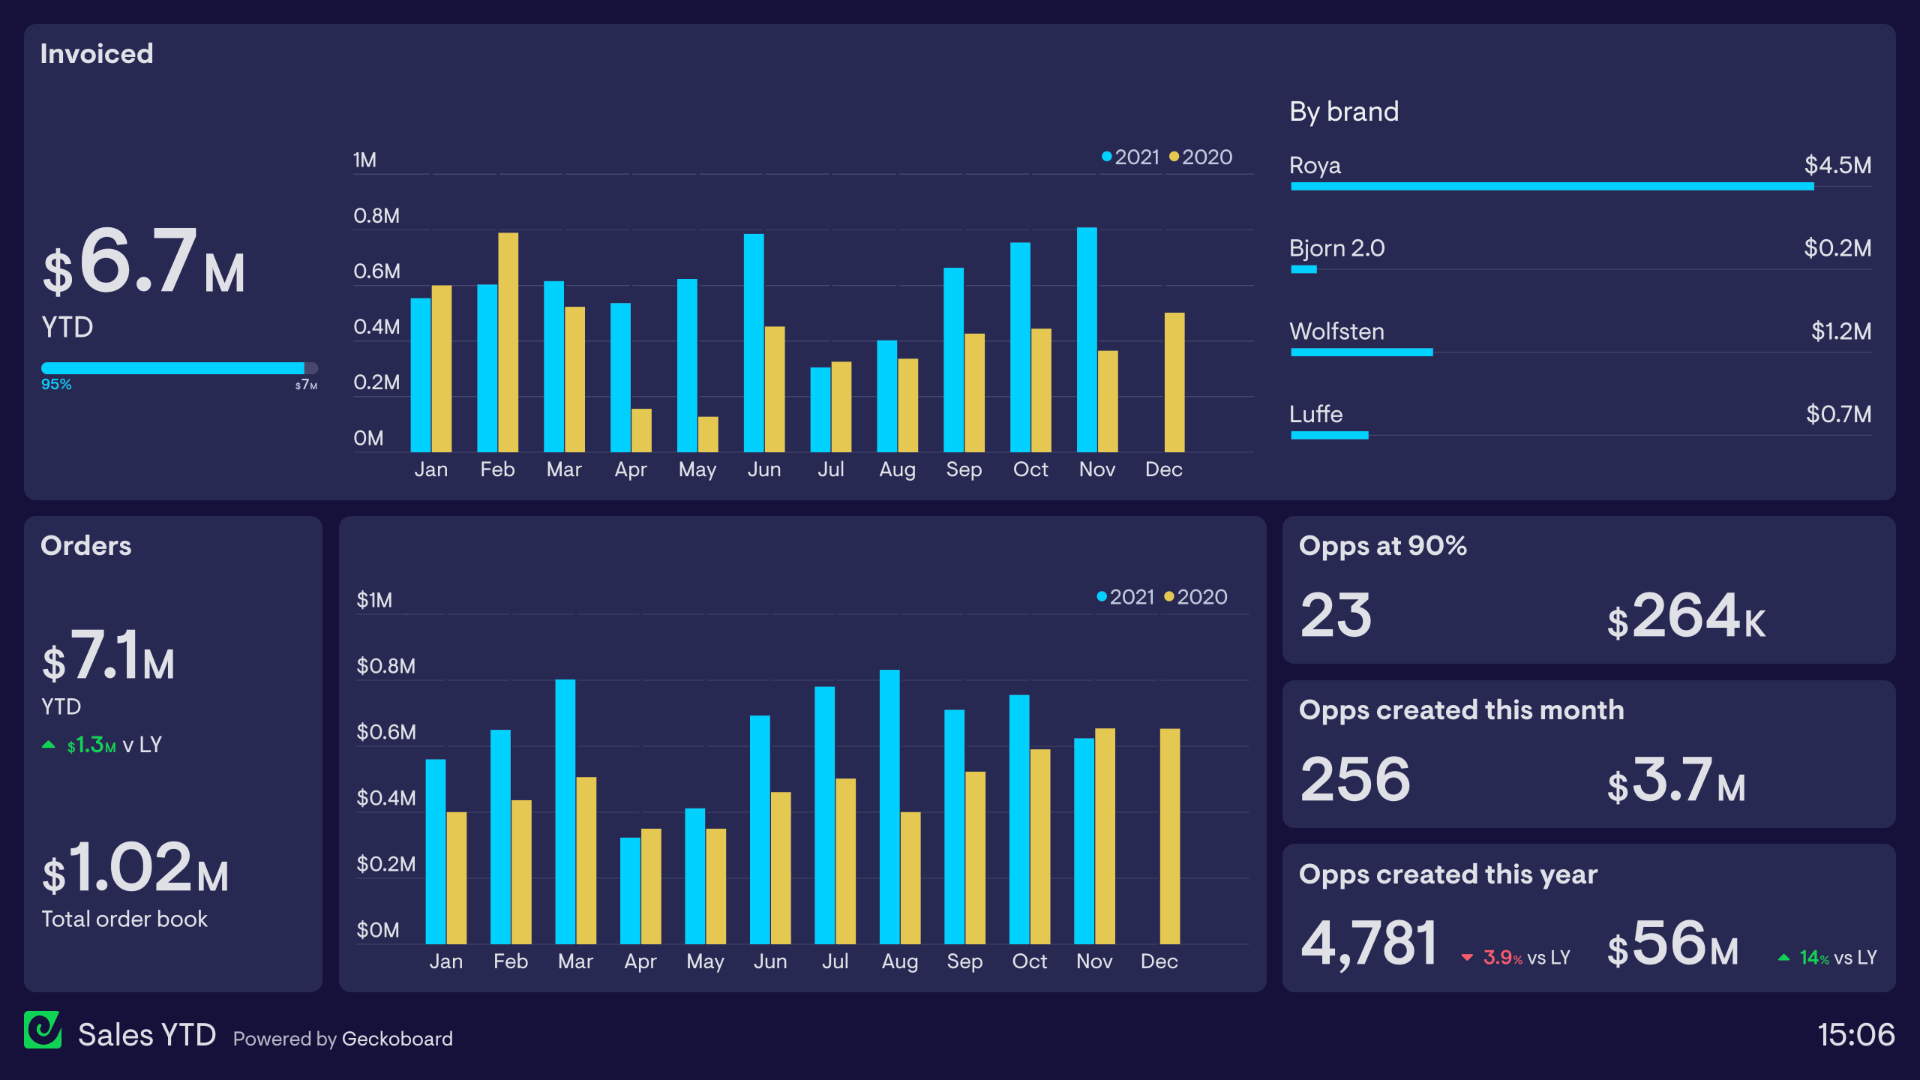 Invoiced
$6.7M
YTD
95% $7M
2021 2020
1M
0.8M
0.6M
0.4M
0.2M
0M
Jan Feb Mar Apr May Jun Jul Aug Sep Oct Nov Dec
By brand
Roya $4.5M
Bjorn 2.0 $0.2M
Wolfsten $1.2M
Luffe $0.7M
Orders
$7.1M
YTD
$1.3M v LY
$1.02M
Total order book
2021 2020
$1M
$0.8M
$0.6M
$0.4M
$0.2M
$0M
Jan Feb Mar Apr May Jun Jul Aug Sep Oct Nov Dec
Opps at 90%
23 $264K
Opps created this month
256 $3.7M
Opps created this year
4,781 3.9% vs LY $56M 14% vs LY
Sales YTD Powered by Geckoboard
15:06